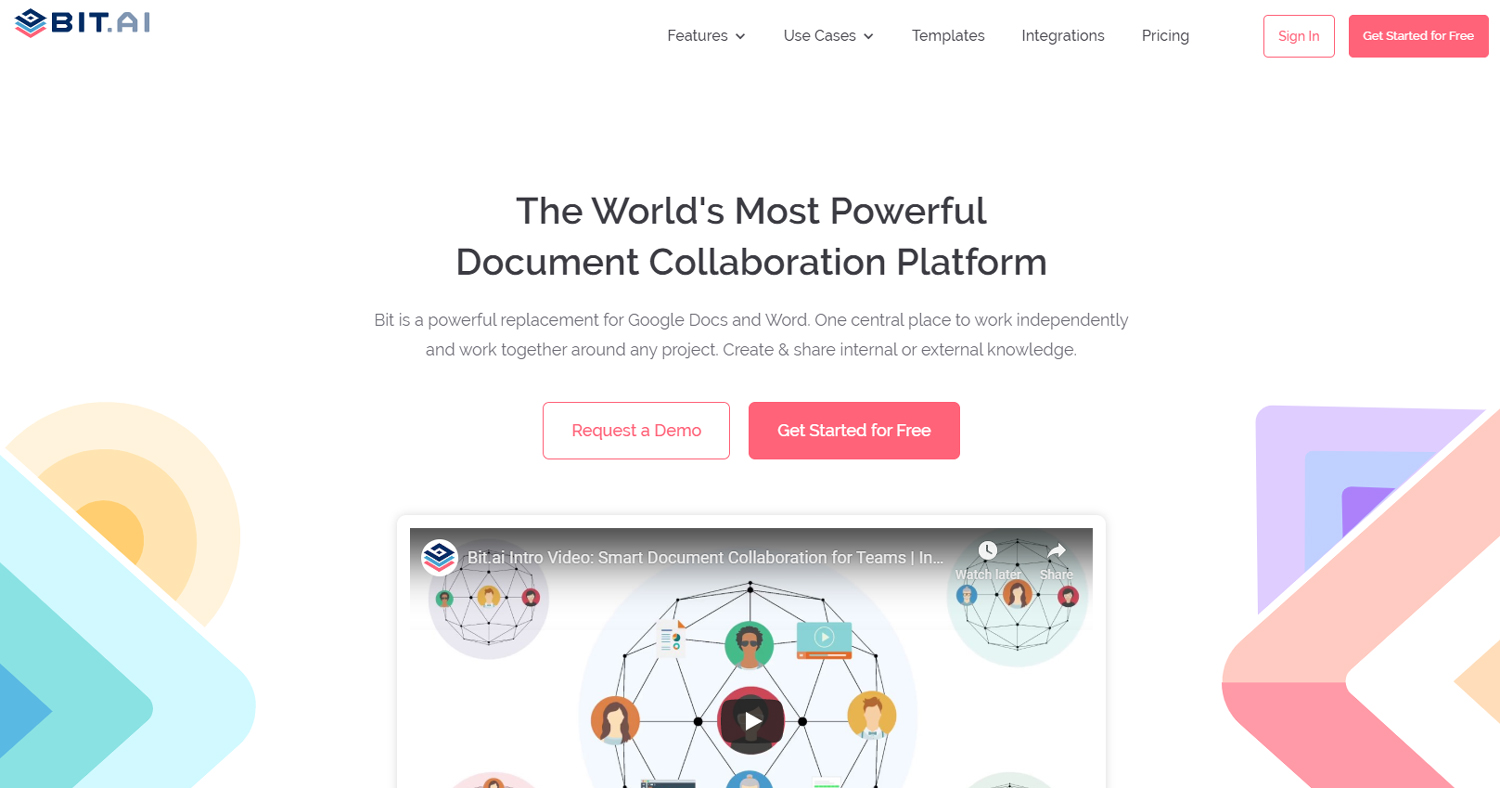 BIT.AI
Features
Use Cases
Templates
Integrations
Pricing
Sign In
Get Started for Free
The World's Most Powerful
Document Collaboration Platform
Bit is a powerful replacement for Google Docs and Word. One central place to work independently
and work together around any project. Create & share internal or external knowledge.
Request a Demo
Get Started for Free
Bit.ai Intro Video: Smart Document Collaboration for Teams | In...
Watch later
Share